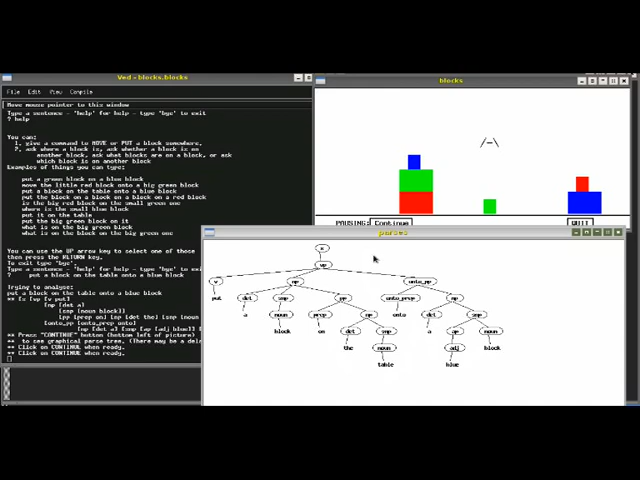 Ved - blocks.blocks
File Edit View Compile
Move mouse pointer to this window
Type a sentence - 'help' for help - type 'bye' to exit
? help
You can:
1. give a command to MOVE or PUT a block somewhere,
2. ask where a block is, ask whether a block is on
another block, ask what blocks are on a block, or ask
which block is on another block
Examples of things you can type:
put a green block on a blue block
move the little red block onto a big green block
put a block on the table onto a blue block
put the block on a block on a red block
is the big red block on the small green one
where is the small blue block
put it on the table
put the big green block on it
what is on the big green block
what is on the block on the big green one
You can use the UP arrow key to select one of those
then press the RETURN key.
To exit type 'bye'.
Type a sentence - 'help' for help - type 'bye' to exit
? put a block on the table onto a blue block
Trying to analyse:
put a block on the table onto a blue block
** [s [vp [v put]
[np [det a]
[snp [noun block]]
[pp [prep on] [np [det the] [snp
[onto_pp [onto_prep onto]
[np [det a] [snp [ap [adj blue]]
** Press "CONTINUE" button (bottom left of picture)
** to see graphical parse tree. (There may be a dela
** Click on CONTINUE when ready.
** Click on CONTINUE when ready.
blocks
/-\
PAUSING: Continue QUIT
parses
s
vp
v np onto_pp
put det snp pp onto_prep np
a noun prep np onto det snp
block on det snp a ap noun
the noun adj block
table blue